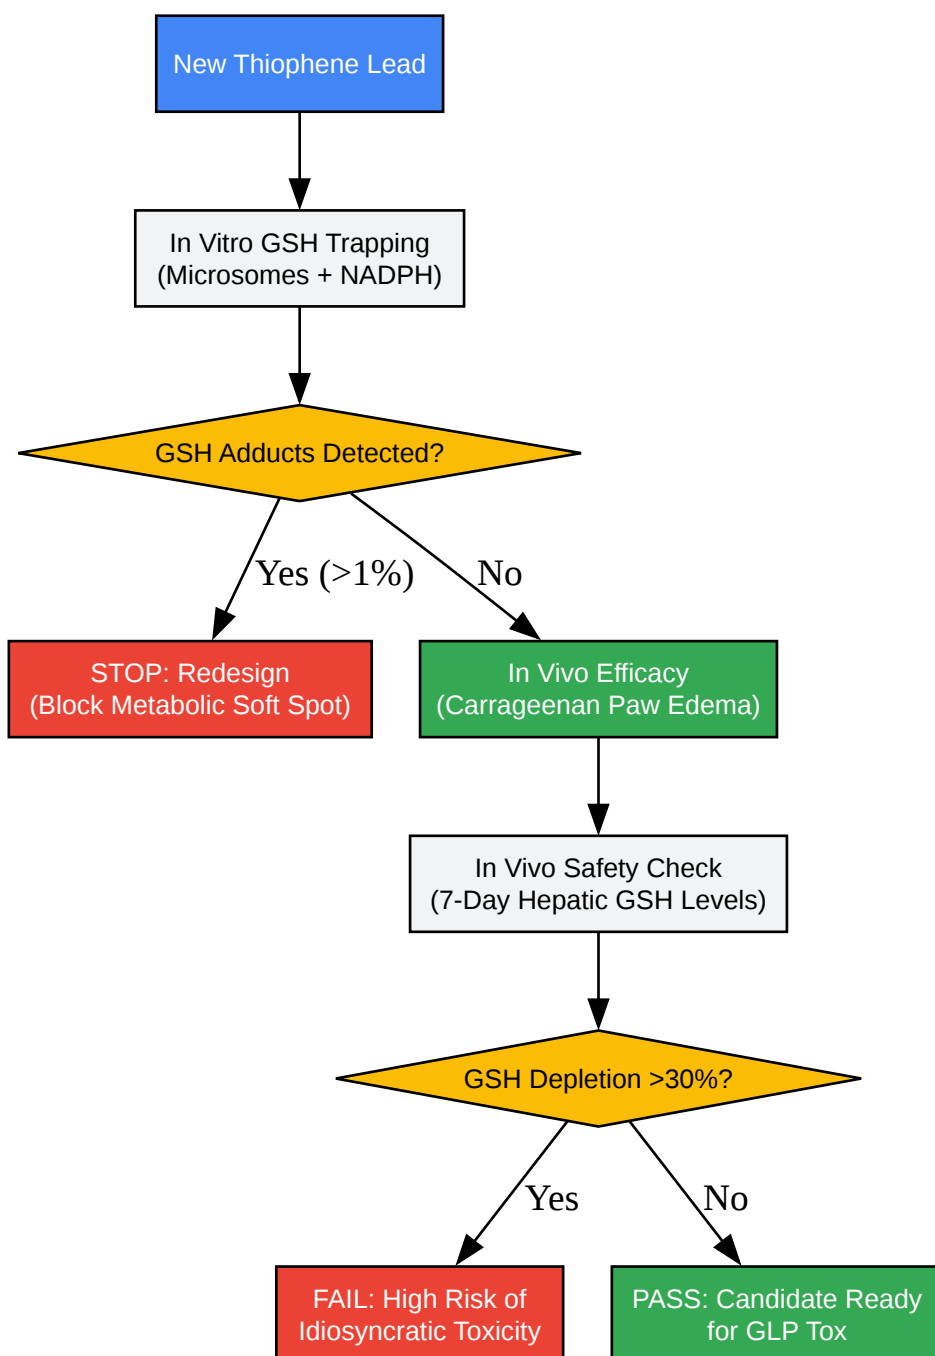 New Thiophene Lead
In Vitro GSH Trapping
(Microsomes + NADPH)
GSH Adducts Detected?
Yes (>1%)
No
STOP: Redesign
(Block Metabolic Soft Spot)
In Vivo Efficacy
(Carrageenan Paw Edema)
In Vivo Safety Check
(7-Day Hepatic GSH Levels)
GSH Depletion >30%?
Yes
No
FAIL: High Risk of
Idiosyncratic Toxicity
PASS: Candidate Ready
for GLP Tox